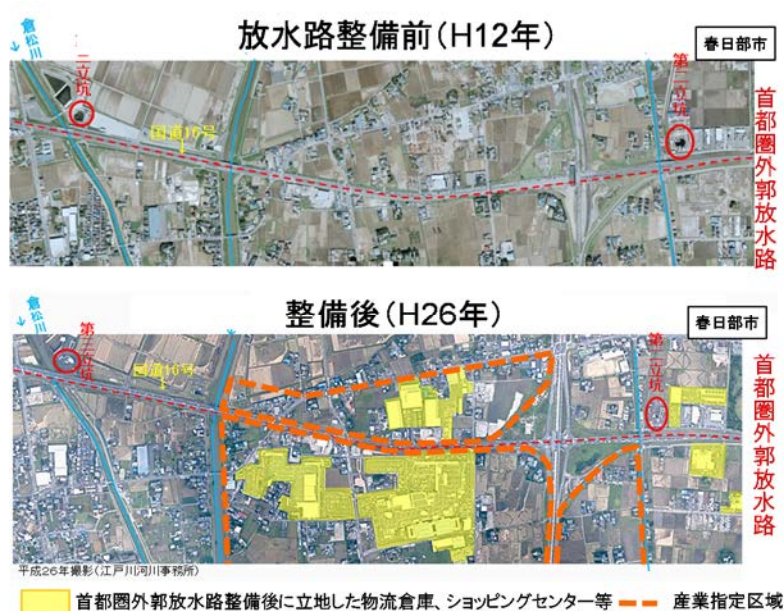 放水路整備前(H12年)
春日部市
倉松川
三立坑
国道16号
第二立坑
首都圏外郭放水路
整備後(H26年)
春日部市
倉松川
第三立坑
国道16号
第二立坑
首都圏外郭放水路
平成26年撮影(江戸川河川事務所)
首都圏外郭放水路整備後に立地した物流倉庫、ショッピングセンター等
産業指定区域